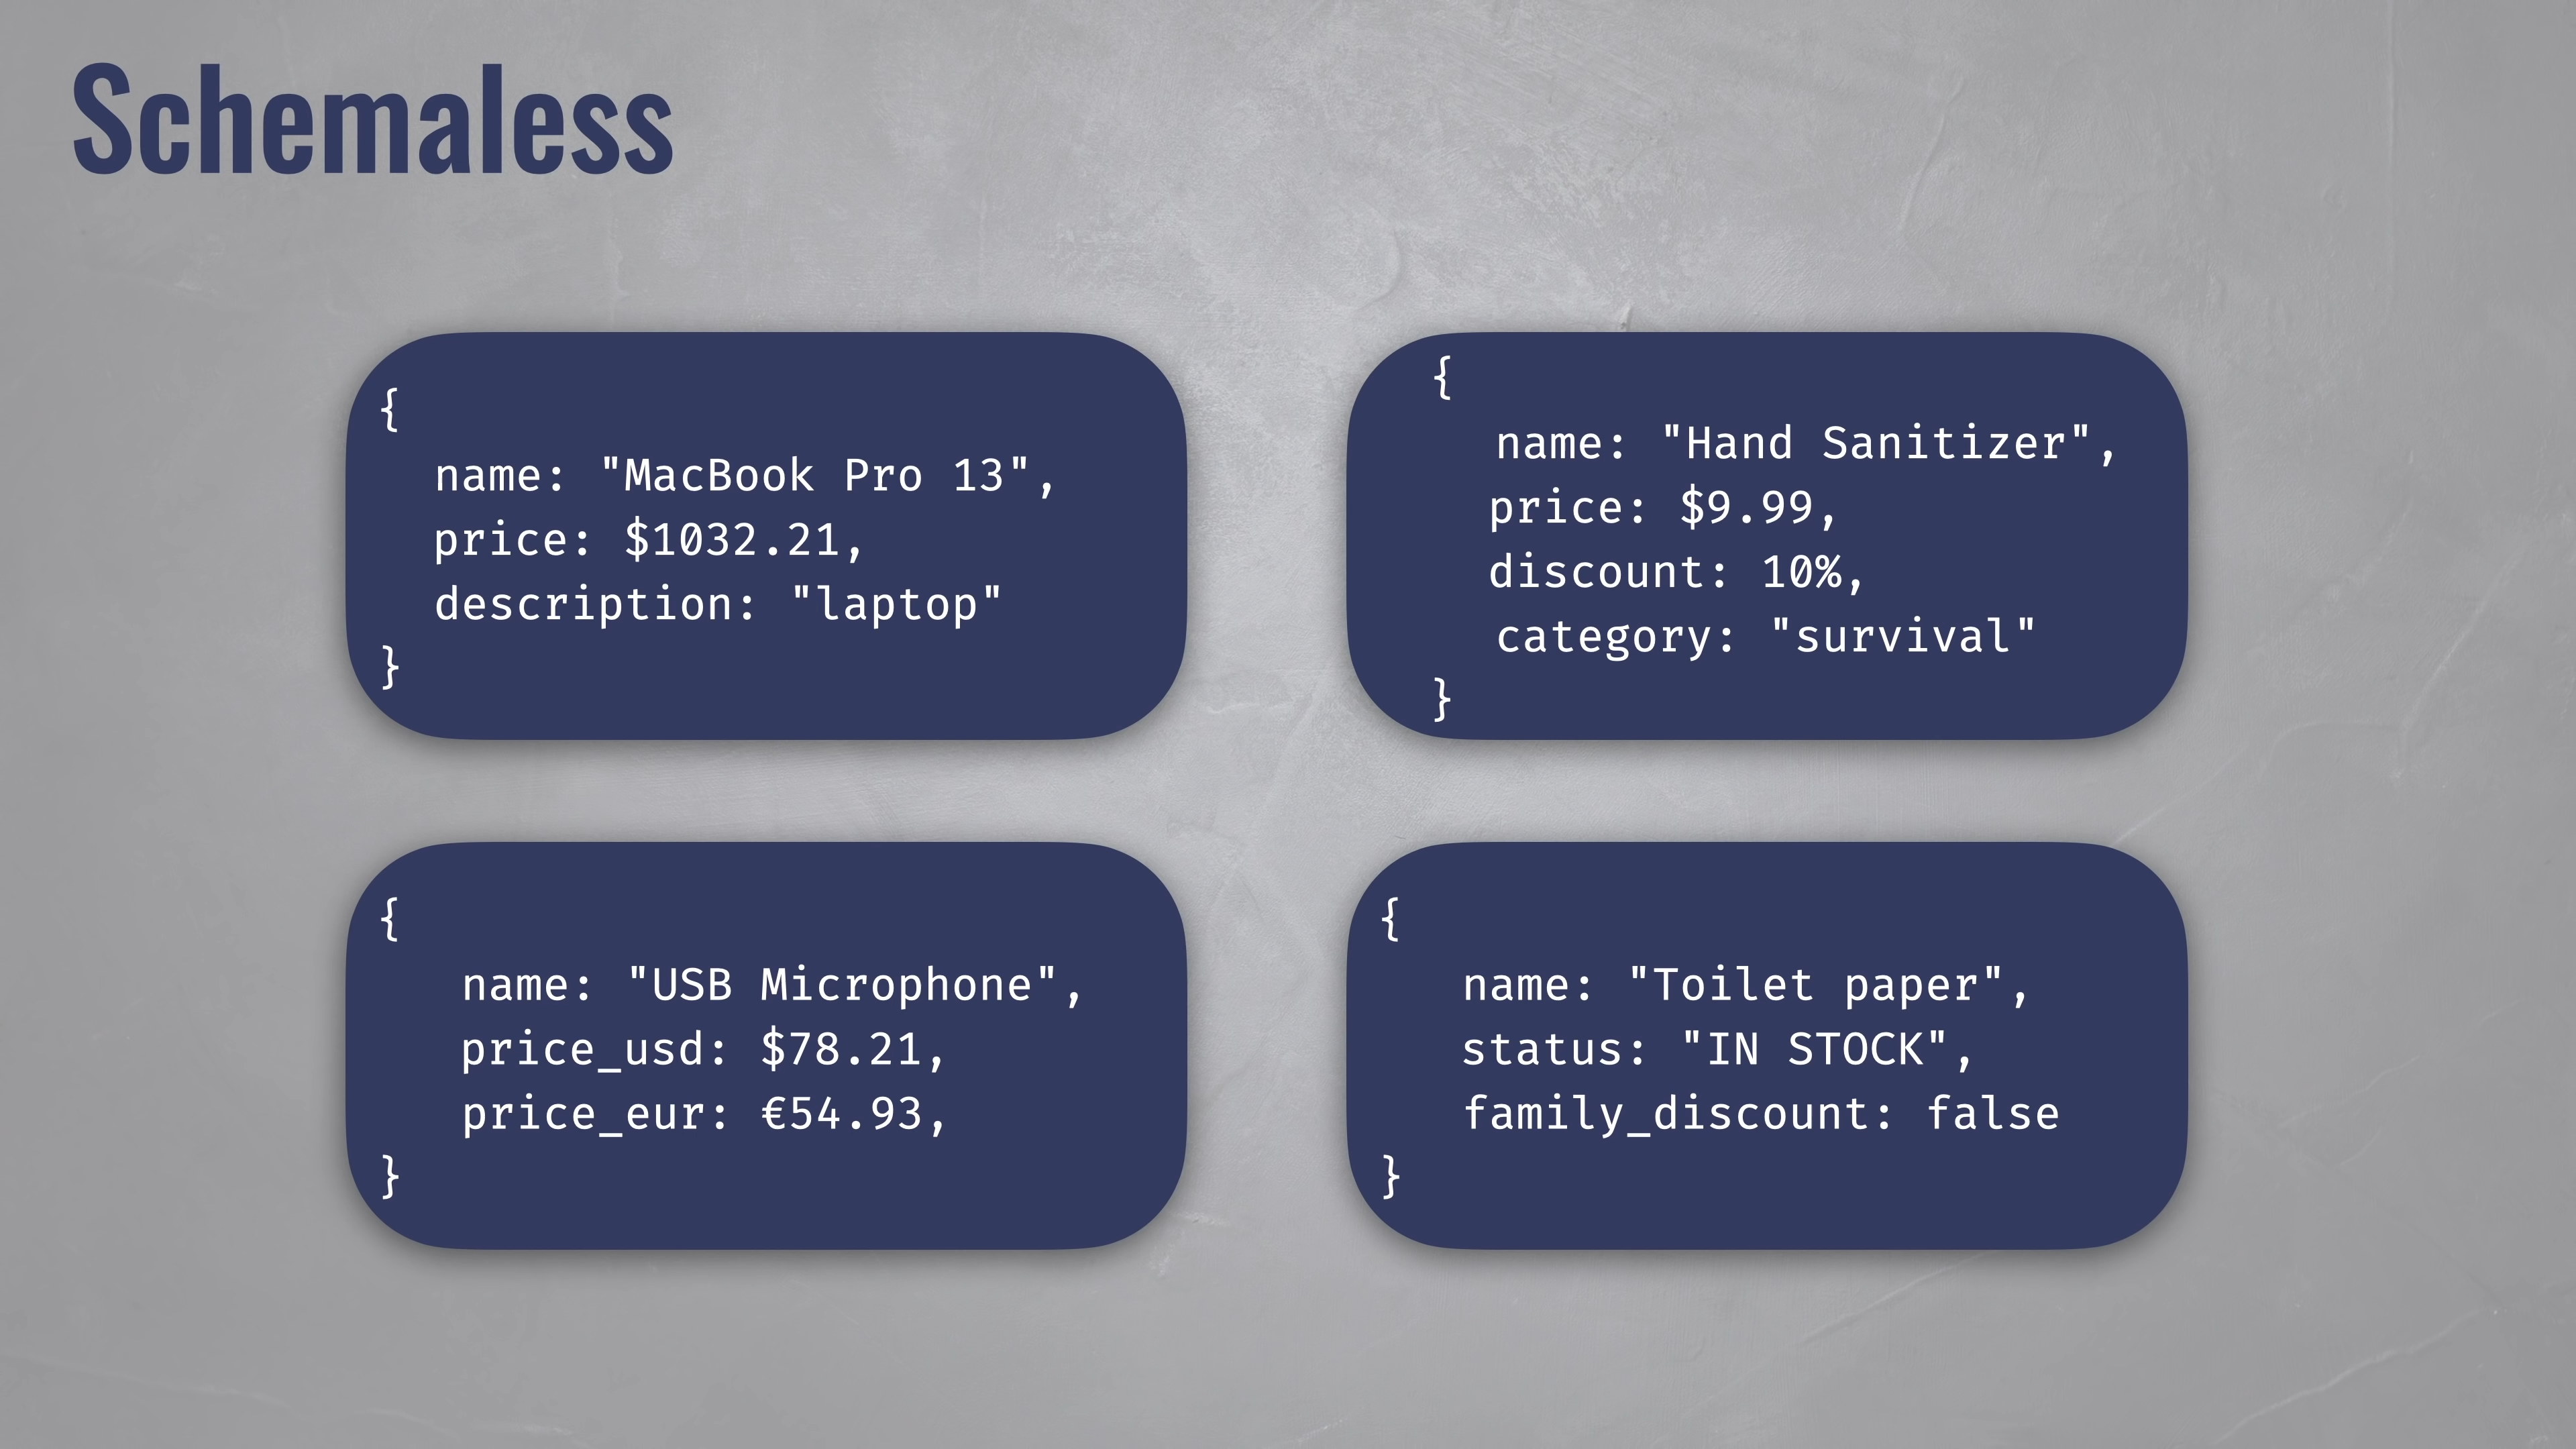 Schemaless
{
name: "MacBook Pro 13",
price: $1032.21,
description: "laptop"
}
{
name: "Hand Sanitizer",
price: $9.99,
discount: 10%,
category: "survival"
}
{
name: "USB Microphone",
price_usd: $78.21,
price_eur: €54.93,
}
{
name: "Toilet paper",
status: "IN STOCK",
family_discount: false
}